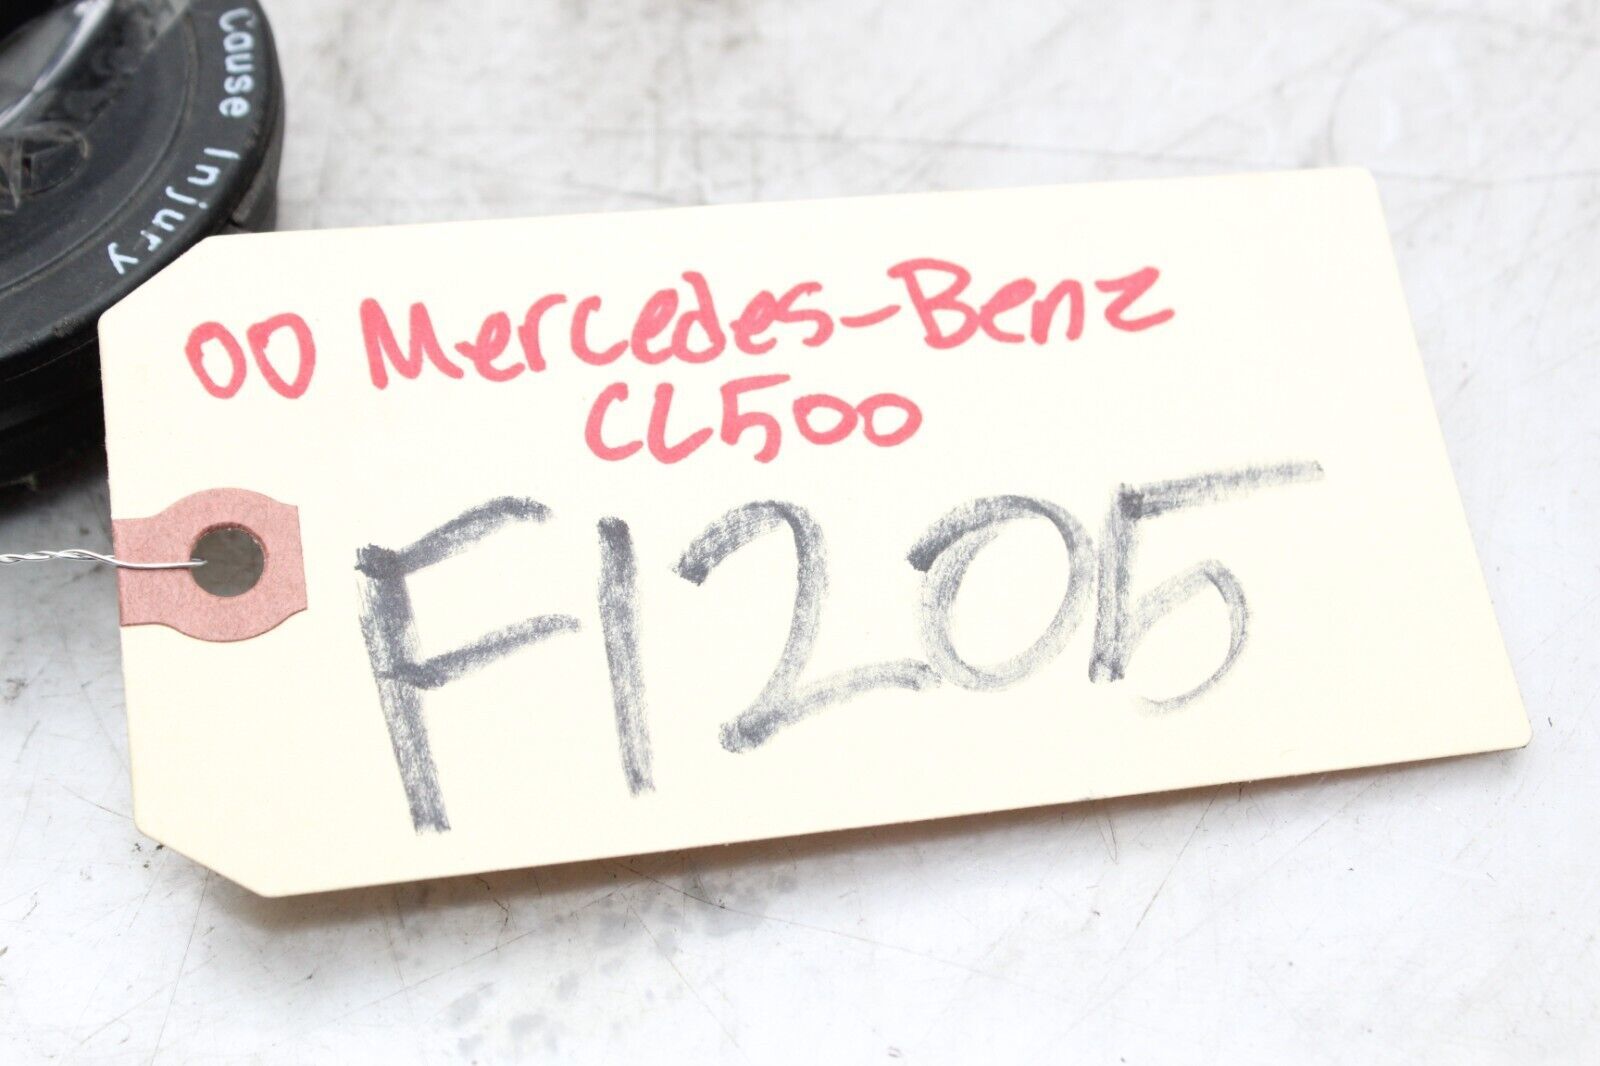 Cause Injury
00 Mercedes-Benz
CL500
F1205